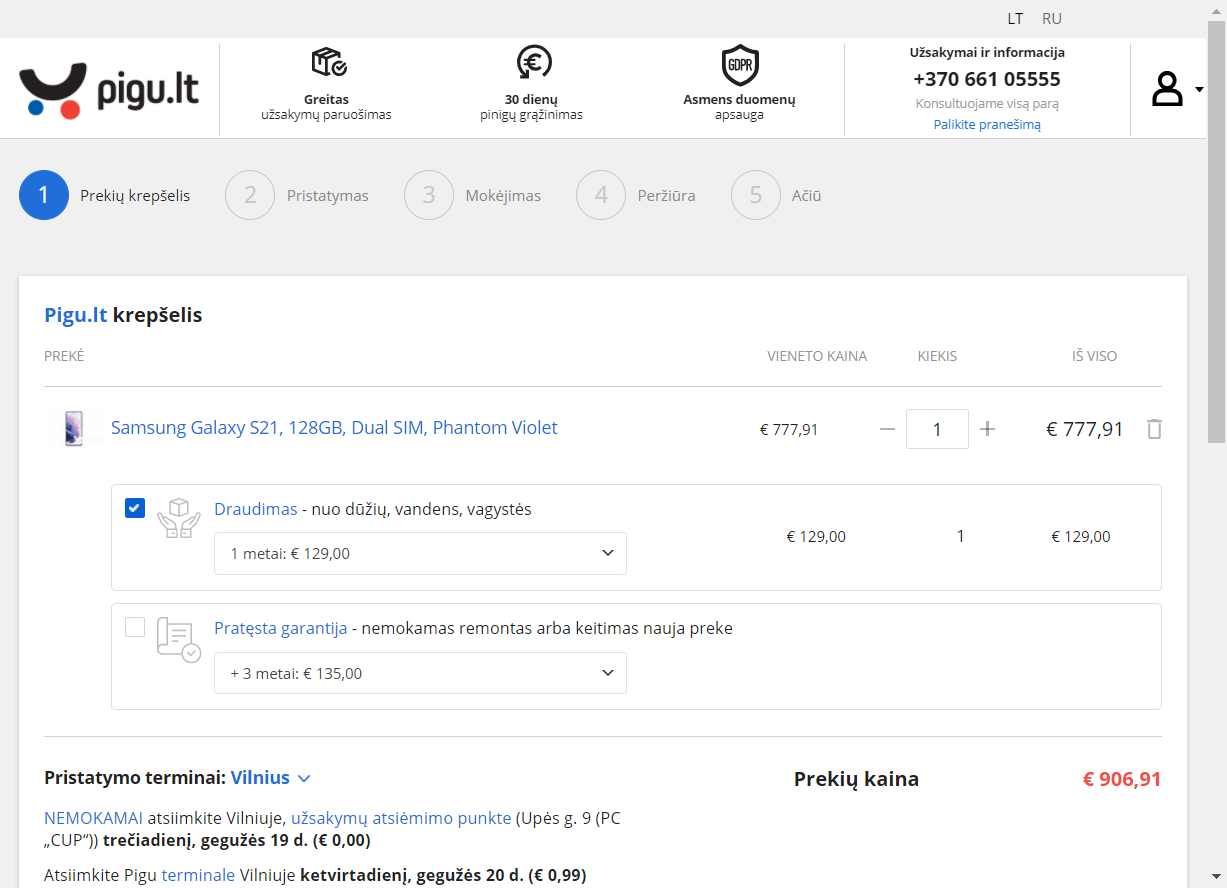 LT RU
pigu.lt
Greitas
užsakymų paruošimas
30 dienų
pinigų grąžinimas
GDPR
Asmens duomenų
apsauga
Užsakymai ir informacija
+370 661 05555
Konsultuojame visą parą
Palikite pranešimą
1 Prekių krepšelis 2 Pristatymas 3 Mokėjimas 4 Peržiūra 5 Ačiū
Pigu.lt krepšelis
PREKĖ VIENETO KAINA KIEKIS IŠ VISO
Samsung Galaxy S21, 128GB, Dual SIM, Phantom Violet € 777,91 — 1 + € 777,91
Draudimas - nuo dūžių, vandens, vagystės
1 metai: € 129,00
€ 129,00 1 € 129,00
Pratęsta garantija - nemokamas remontas arba keitimas nauja preke
+ 3 metai: € 135,00
Pristatymo terminai: Vilnius
Prekių kaina € 906,91
NEMOKAMAI atsiimkite Vilniuje, užsakymų atsiėmimo punkte (Upės g. 9 (PC
„CUP“)) trečiadienį, gegužės 19 d. (€ 0,00)
Atsiimkite Pigu terminale Vilniuje ketvirtadienį, gegužės 20 d. (€ 0,99)